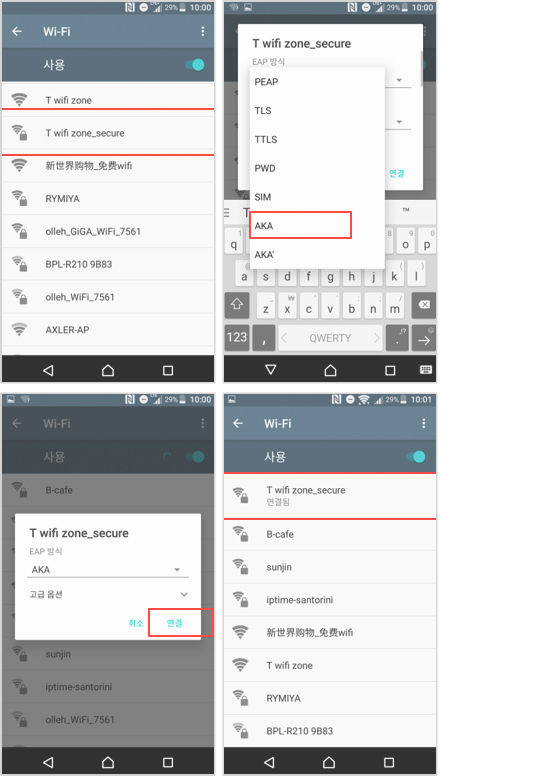 29% 10:00
Wi-Fi
사용
T wifi zone
T wifi zone_secure
新世界购物_免费wifi
RYMIYA
olleh_GiGA_WiFi_7561
BPL-R210 9B83
olleh_WiFi_7561
AXLER-AP
29% 10:00
T wifi zone_secure
EAP 방식
PEAP
TLS
TTLS
PWD
SIM
AKA
AKA'
연결
T
™
q o p
1 9 0
a s d f g h j k l
z x c v b n m
₩
123 , QWERTY . ,!?
29% 10:00
Wi-Fi
사용
B-cafe
T wifi zone_secure
EAP 방식
AKA
고급 옵션
취소 연결
sunjin
iptime-santorini
olleh_WiFi_7561
29% 10:01
Wi-Fi
사용
T wifi zone_secure
연결됨
B-cafe
sunjin
iptime-santorini
新世界购物_免费wifi
T wifi zone
RYMIYA
BPL-R210 9B83